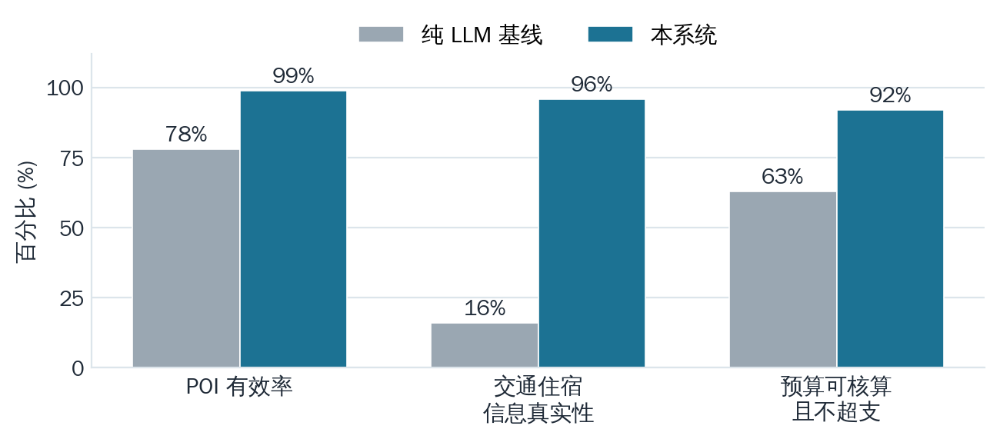 纯 LLM 基线
本系统
百分比 (%)
100
75
50
25
0
78%
99%
16%
96%
63%
92%
POI 有效率
交通住宿
信息真实性
预算可核算
且不超支